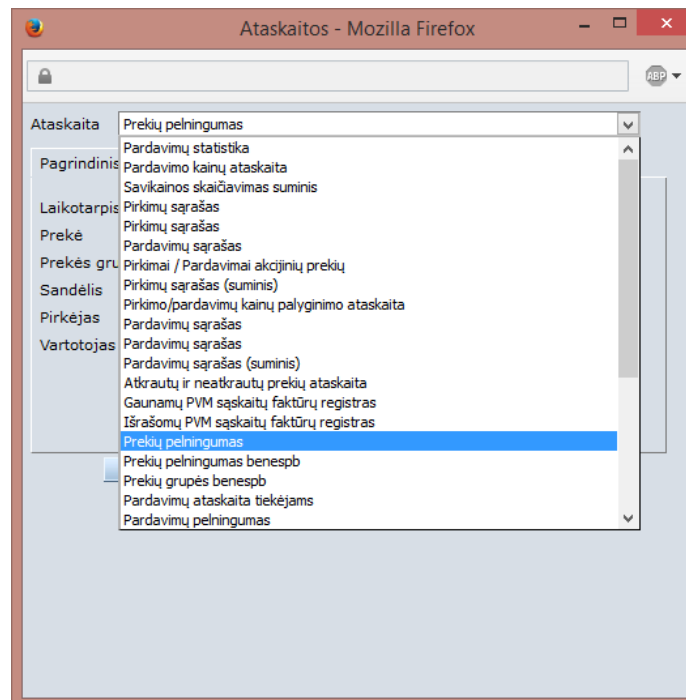 Ataskaitos - Mozilla Firefox
ABP
Ataskaita Prekių pelningumas
Pardavimų statistika
Pagrindinis Pardavimo kainų ataskaita
Savikainos skaičiavimas suminis
Laikotarpis Pirkimų sąrašas
Pirkimų sąrašas
Prekė Pardavimų sąrašas
Prekės gru Pirkimai / Pardavimai akcijinių prekių
Sandėlis Pirkimų sąrašas (suminis)
Pirkimo/pardavimų kainų palyginimo ataskaita
Pirkėjas Pardavimų sąrašas
Vartotojas Pardavimų sąrašas
Pardavimų sąrašas (suminis)
Atkrautų ir neatkrautų prekių ataskaita
Gaunamų PVM sąskaitų faktūrų registras
Išrašomų PVM sąskaitų faktūrų registras
Prekių pelningumas
Prekių pelningumas benespb
Prekių grupės benespb
Pardavimų ataskaita tiekėjams
Pardavimų pelningumas